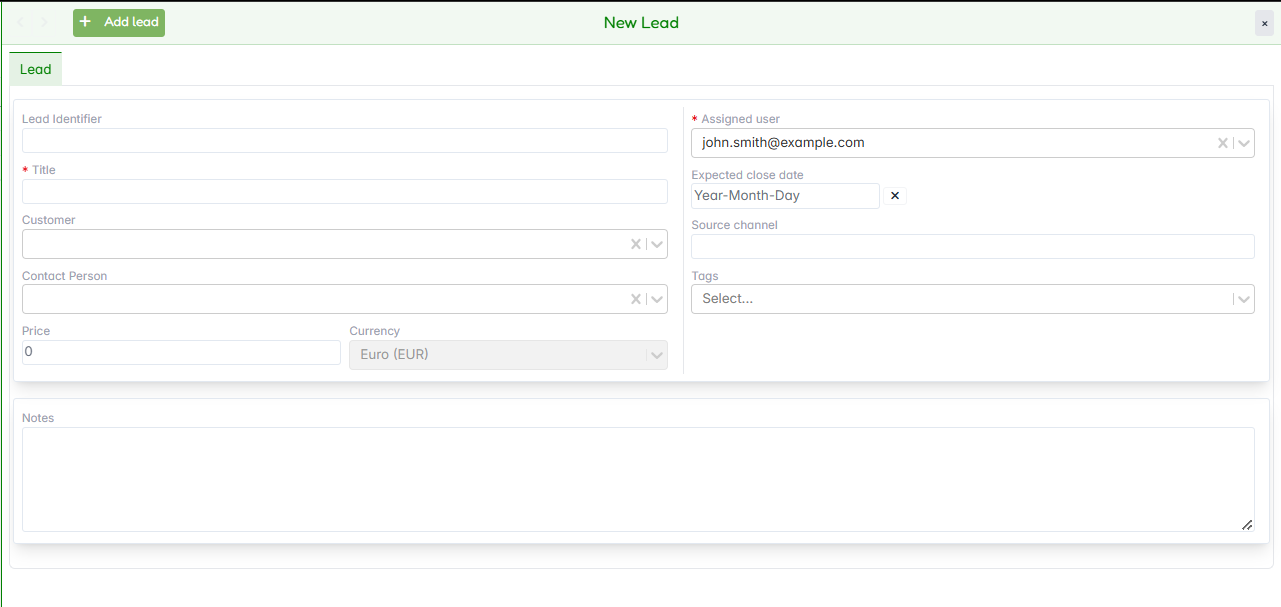 + Add lead
New Lead
×
Lead
Lead Identifier
* Title
Customer
Contact Person
Price
Currency
0
Euro (EUR)
* Assigned user
john.smith@example.com
Expected close date
Year-Month-Day
Source channel
Tags
Select...
Notes